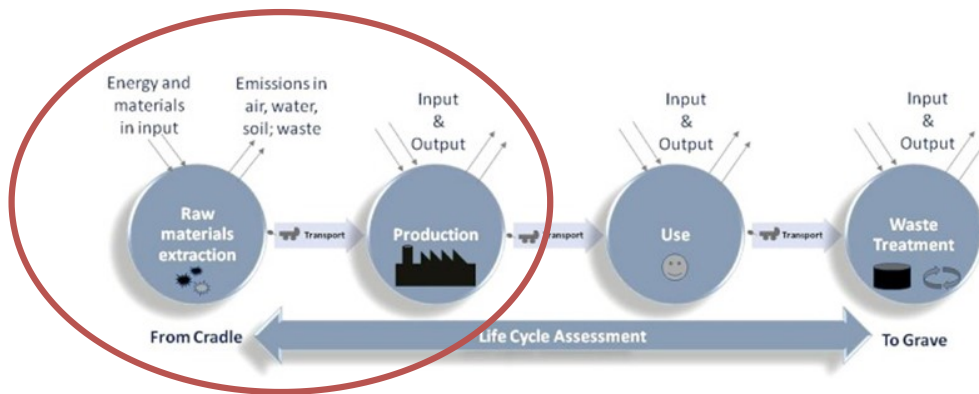 Energy and
materials
in input
Emissions in
air, water,
soil; waste
Input
&
Output
Input
&
Output
Input
&
Output
Raw
materials
extraction
Transport
Production
Transport
Use
Transport
Waste
Treatment
From Cradle
Life Cycle Assessment
To Grave